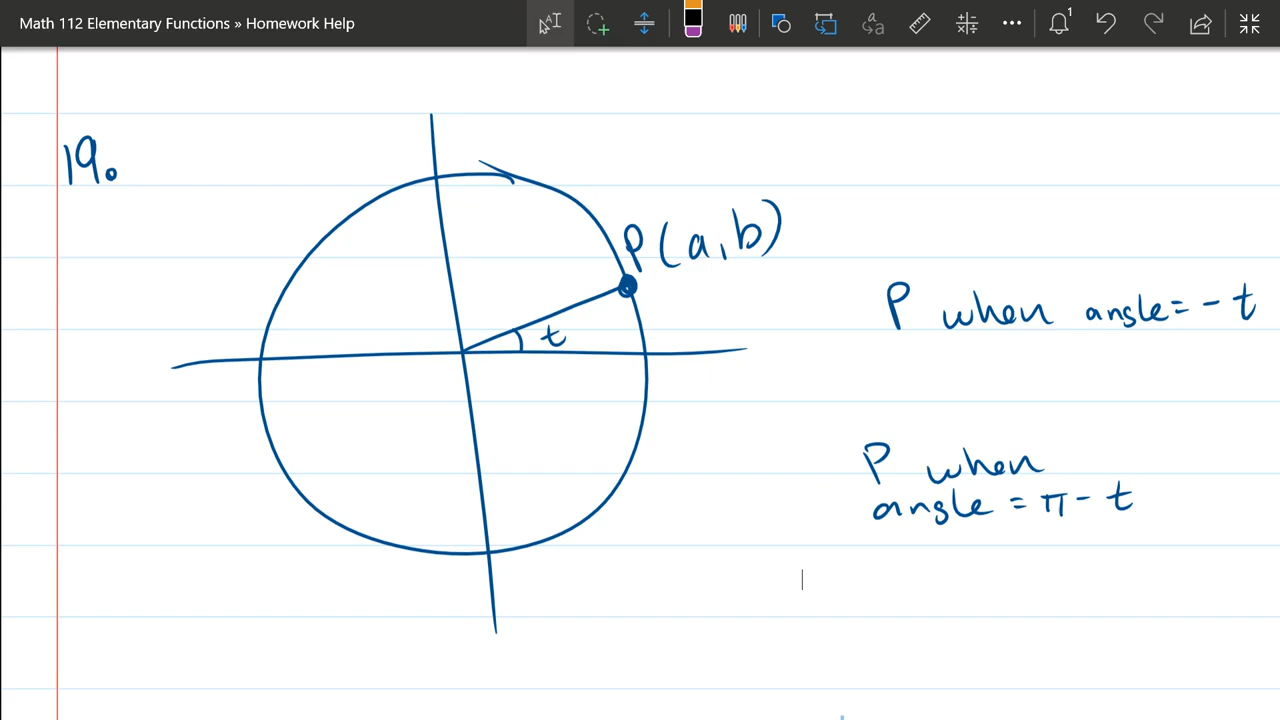 Math 112 Elementary Functions » Homework Help
19.
P(a,b)
t
P when angle = - t
P when
angle = π - t